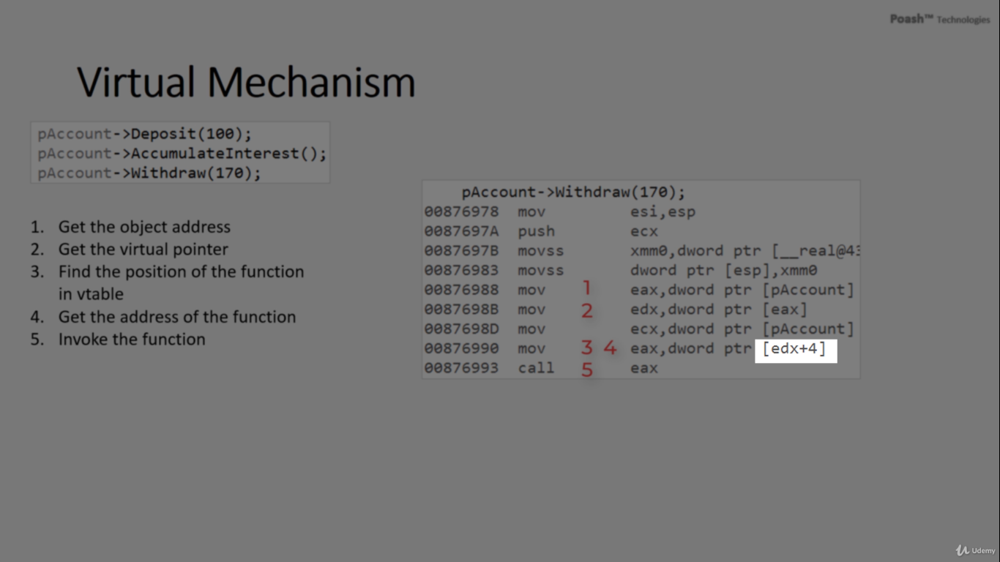 Poash™ Technologies
Virtual Mechanism
pAccount->Deposit(100);
pAccount->AccumulateInterest();
pAccount->Withdraw(170);
1. Get the object address
2. Get the virtual pointer
3. Find the position of the function
in vtable
4. Get the address of the function
5. Invoke the function
pAccount->Withdraw(170);
00876978 mov esi,esp
0087697A push ecx
0087697B movss xmm0,dword ptr [__real@43
00876983 movss dword ptr [esp],xmm0
00876988 mov 1 eax,dword ptr [pAccount]
0087698B mov 2 edx,dword ptr [eax]
0087698D mov ecx,dword ptr [pAccount]
00876990 mov 3 4 eax,dword ptr [edx+4]
00876993 call 5 eax
Udemy